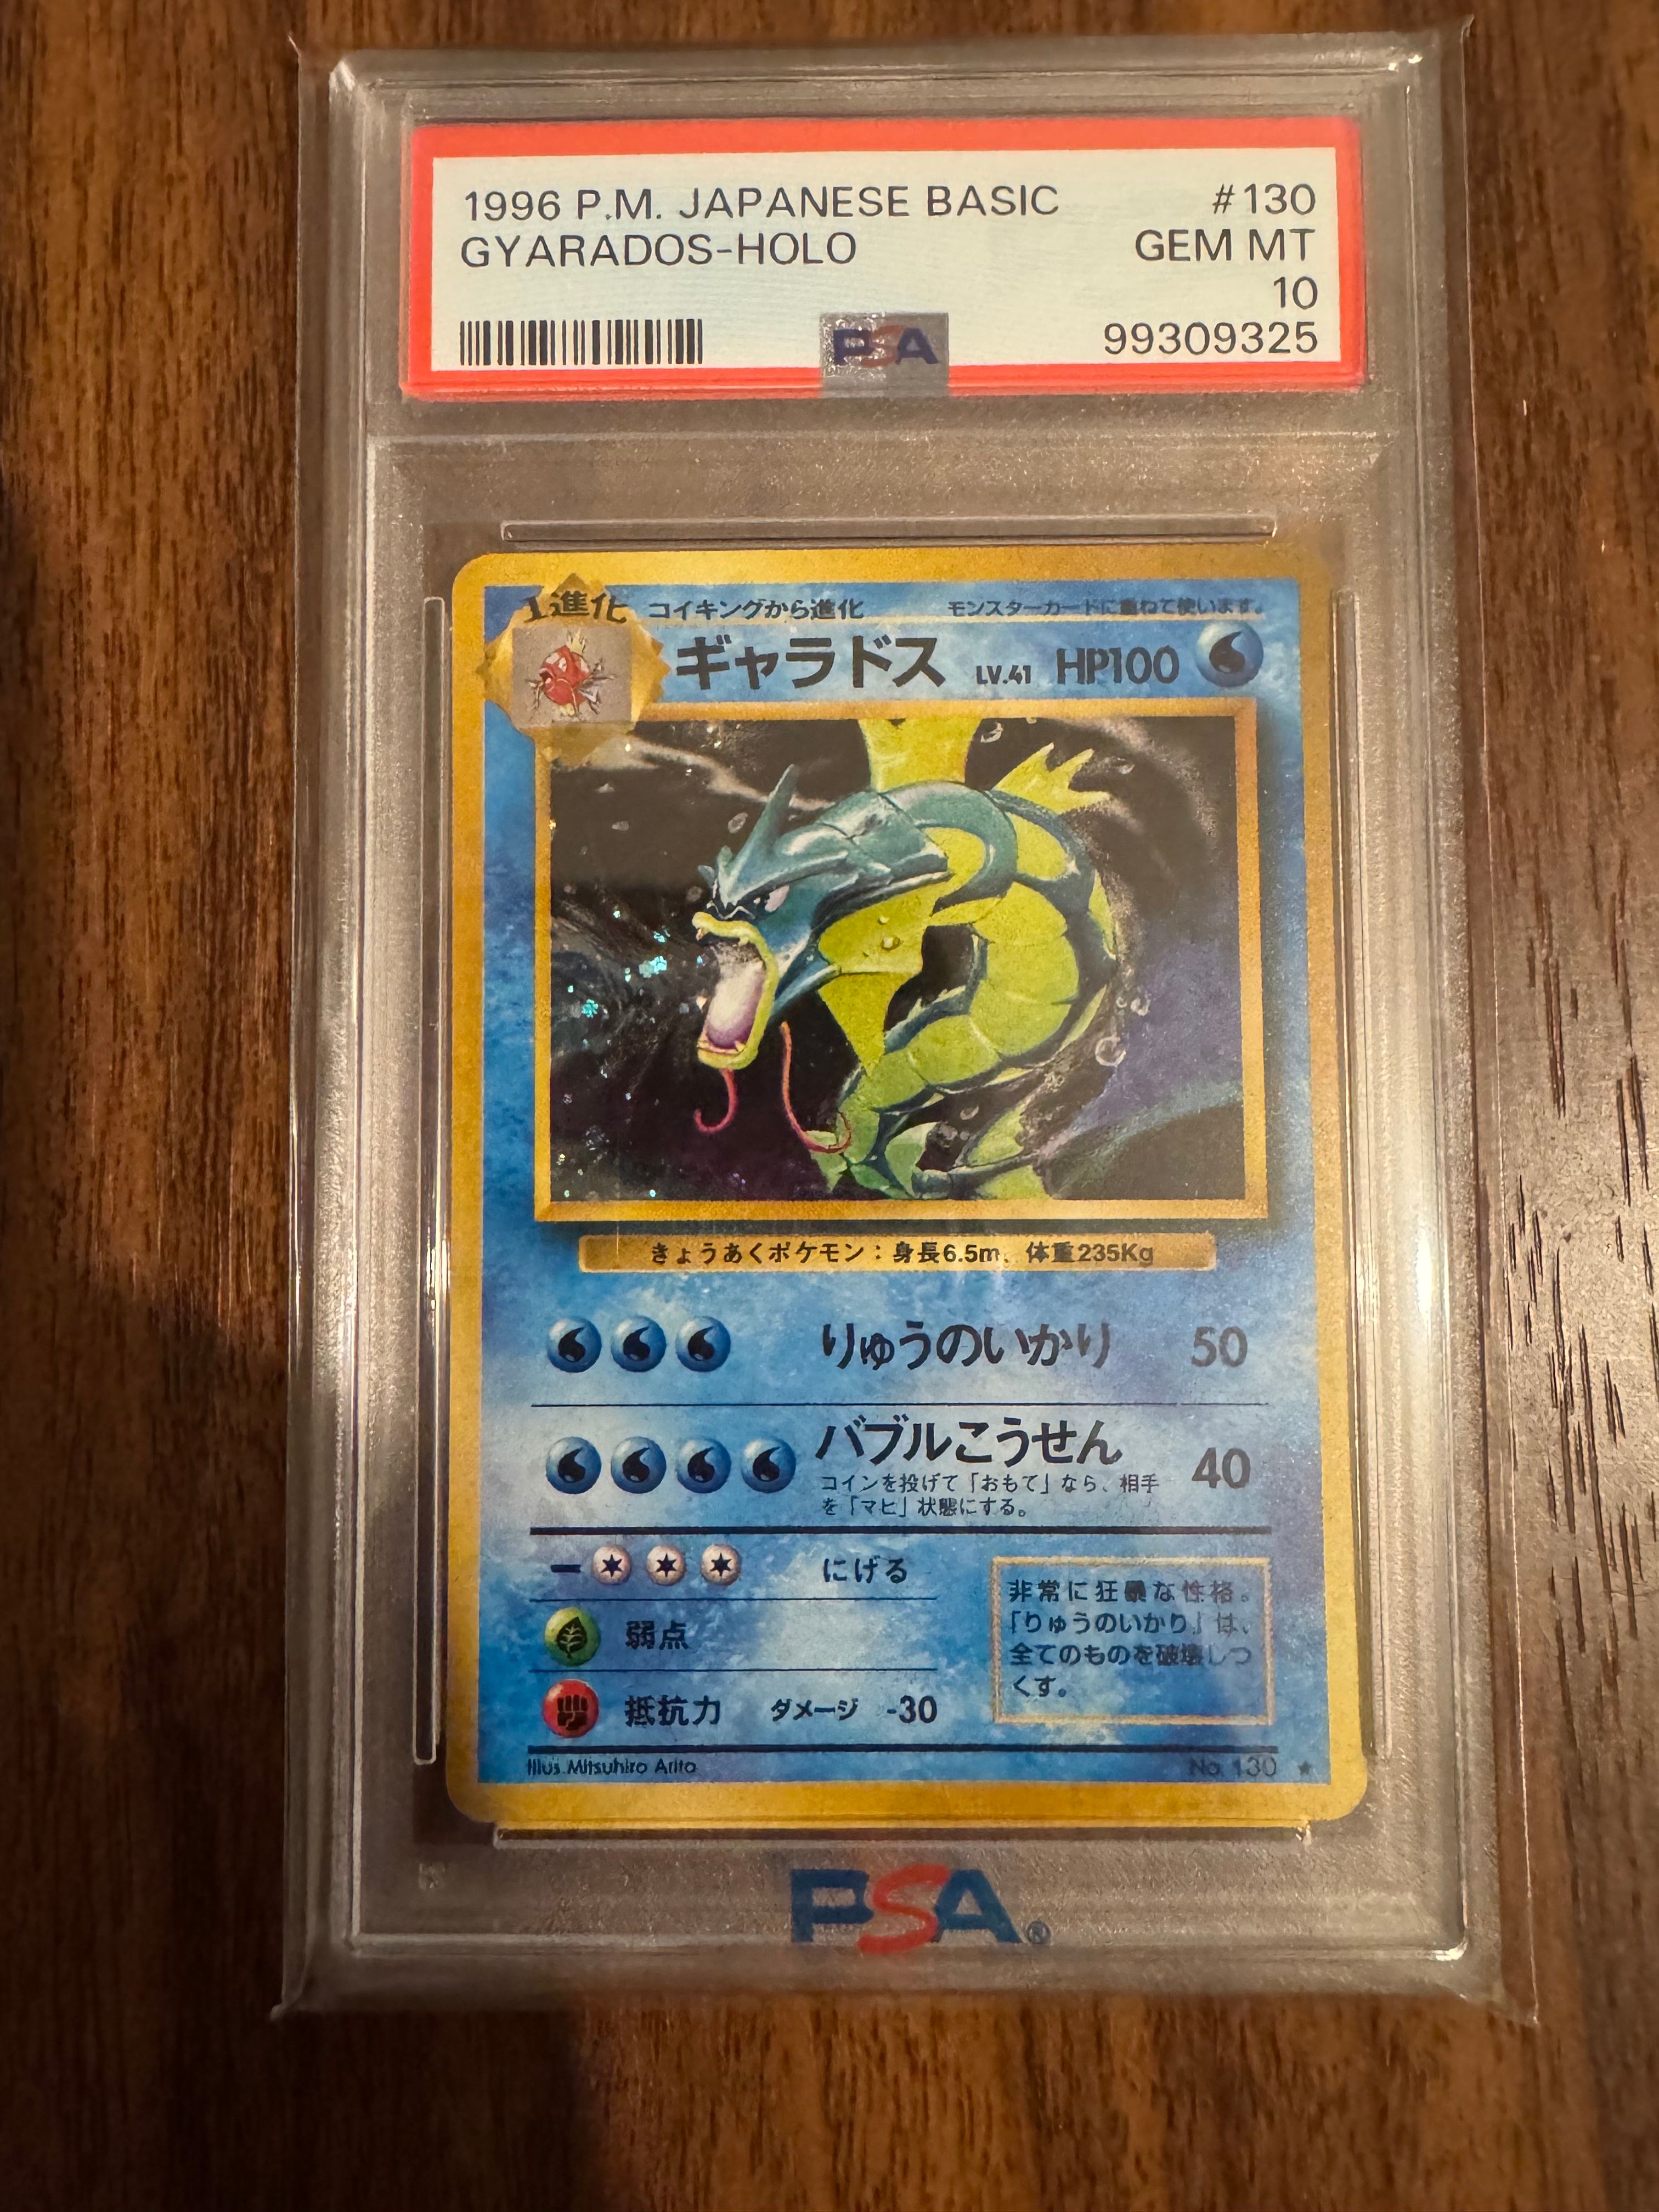 1996 P.M. JAPANESE BASIC #130
GYARADOS-HOLO GEM MT
10
PSA 99309325
1進化 コイキングから進化 モンスターカードに重ねて使います。
ギャラドス LV.41 HP100
きょうあくポケモン：身長6.5m、体重235Kg
りゅうのいかり 50
バブルこうせん 40
コインを投げて「おもて」なら、相手
を「マヒ」状態にする。
にげる
弱点
抵抗力 ダメージ -30
非常に狂暴な性格。
「りゅうのいかり」は、
全てのものを破壊しつ
くす。
Illus. Mitsuhiro Arita No. 130 ★
PSA®